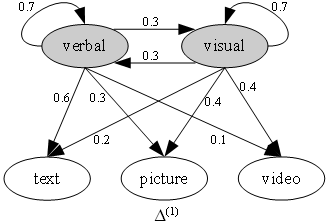 0.7
0.7
0.3
verbal
visual
0.3
0.6
0.3
0.4
0.4
0.2
0.1
text
picture
video
Δ(1)